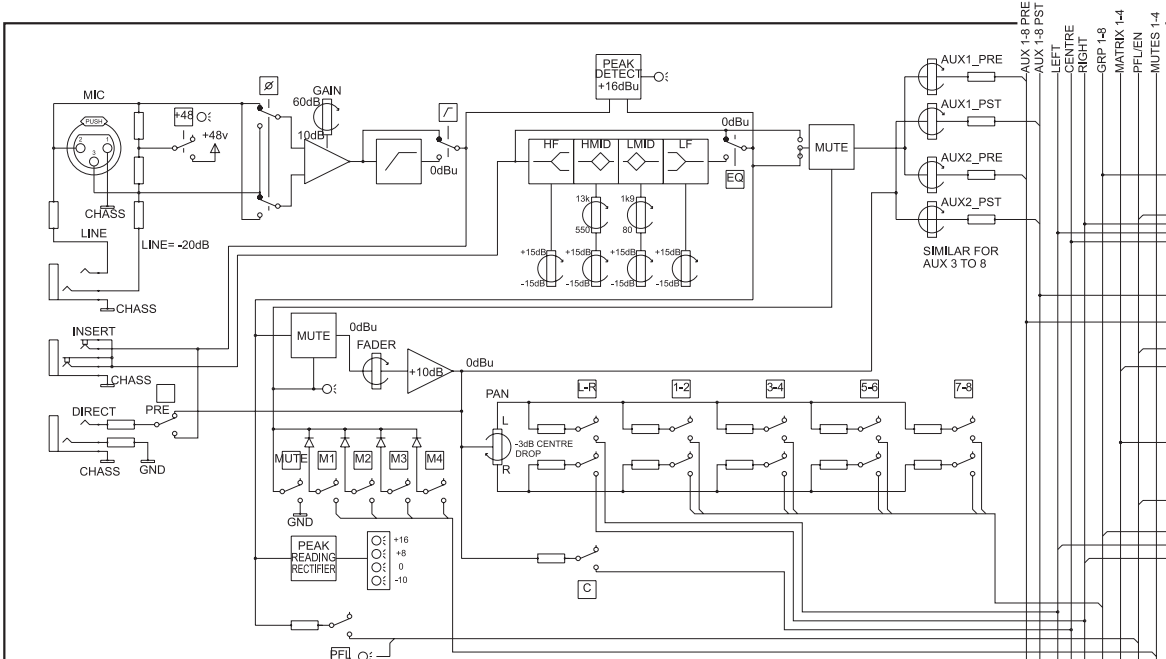 AUX 1-8 PRE
AUX 1-8 PST
LEFT
CENTRE
RIGHT
GRP 1-8
MATRIX 1-4
PFL/EN
MUTES 1-4
MIC
PUSH
2
1
3
CHASS
+48
+48v
Ø
GAIN
60dB
10dB
0dBu
PEAK
DETECT
+16dBu
HF
HMID
LMID
LF
0dBu
EQ
MUTE
13k
550
1k9
80
+15dB
-15dB
+15dB
-15dB
+15dB
-15dB
+15dB
-15dB
AUX1_PRE
AUX1_PST
AUX2_PRE
AUX2_PST
SIMILAR FOR
AUX 3 TO 8
LINE
LINE= -20dB
CHASS
INSERT
CHASS
DIRECT
PRE
CHASS
GND
MUTE
0dBu
FADER
+10dB
0dBu
PAN
L
R
-3dB CENTRE
DROP
L-R
1-2
3-4
5-6
7-8
MUTE
M1
M2
M3
M4
GND
PEAK
READING
RECTIFIER
+16
+8
0
-10
C
PFL